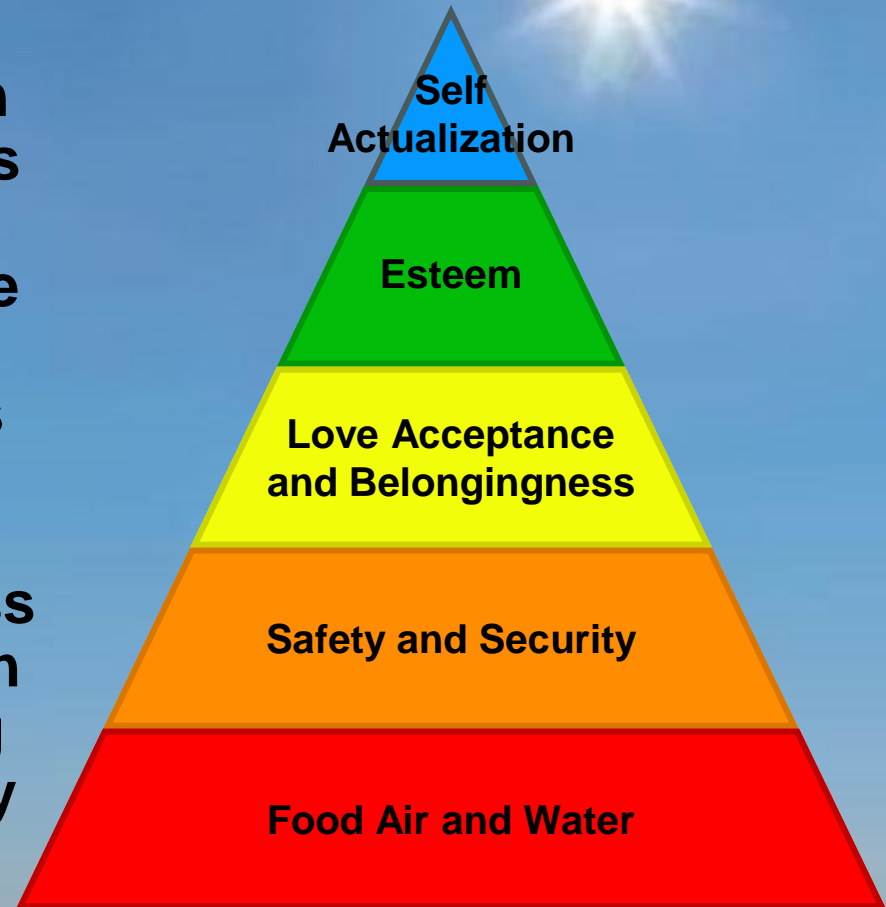 Self
Actualization
Esteem
Love Acceptance
and Belongingness
Safety and Security
Food Air and Water